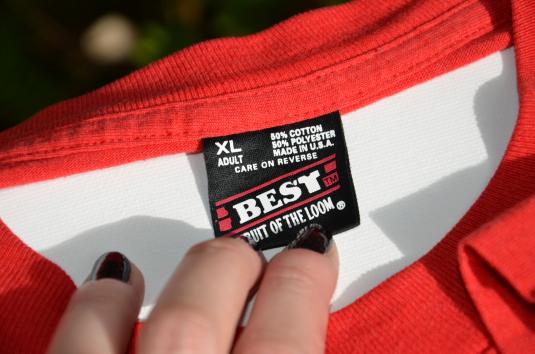 XL
ADULT
50% COTTON
50% POLYESTER
MADE IN U.S.A.
CARE ON REVERSE
BEST TM
RUIT OF THE LOOM ®